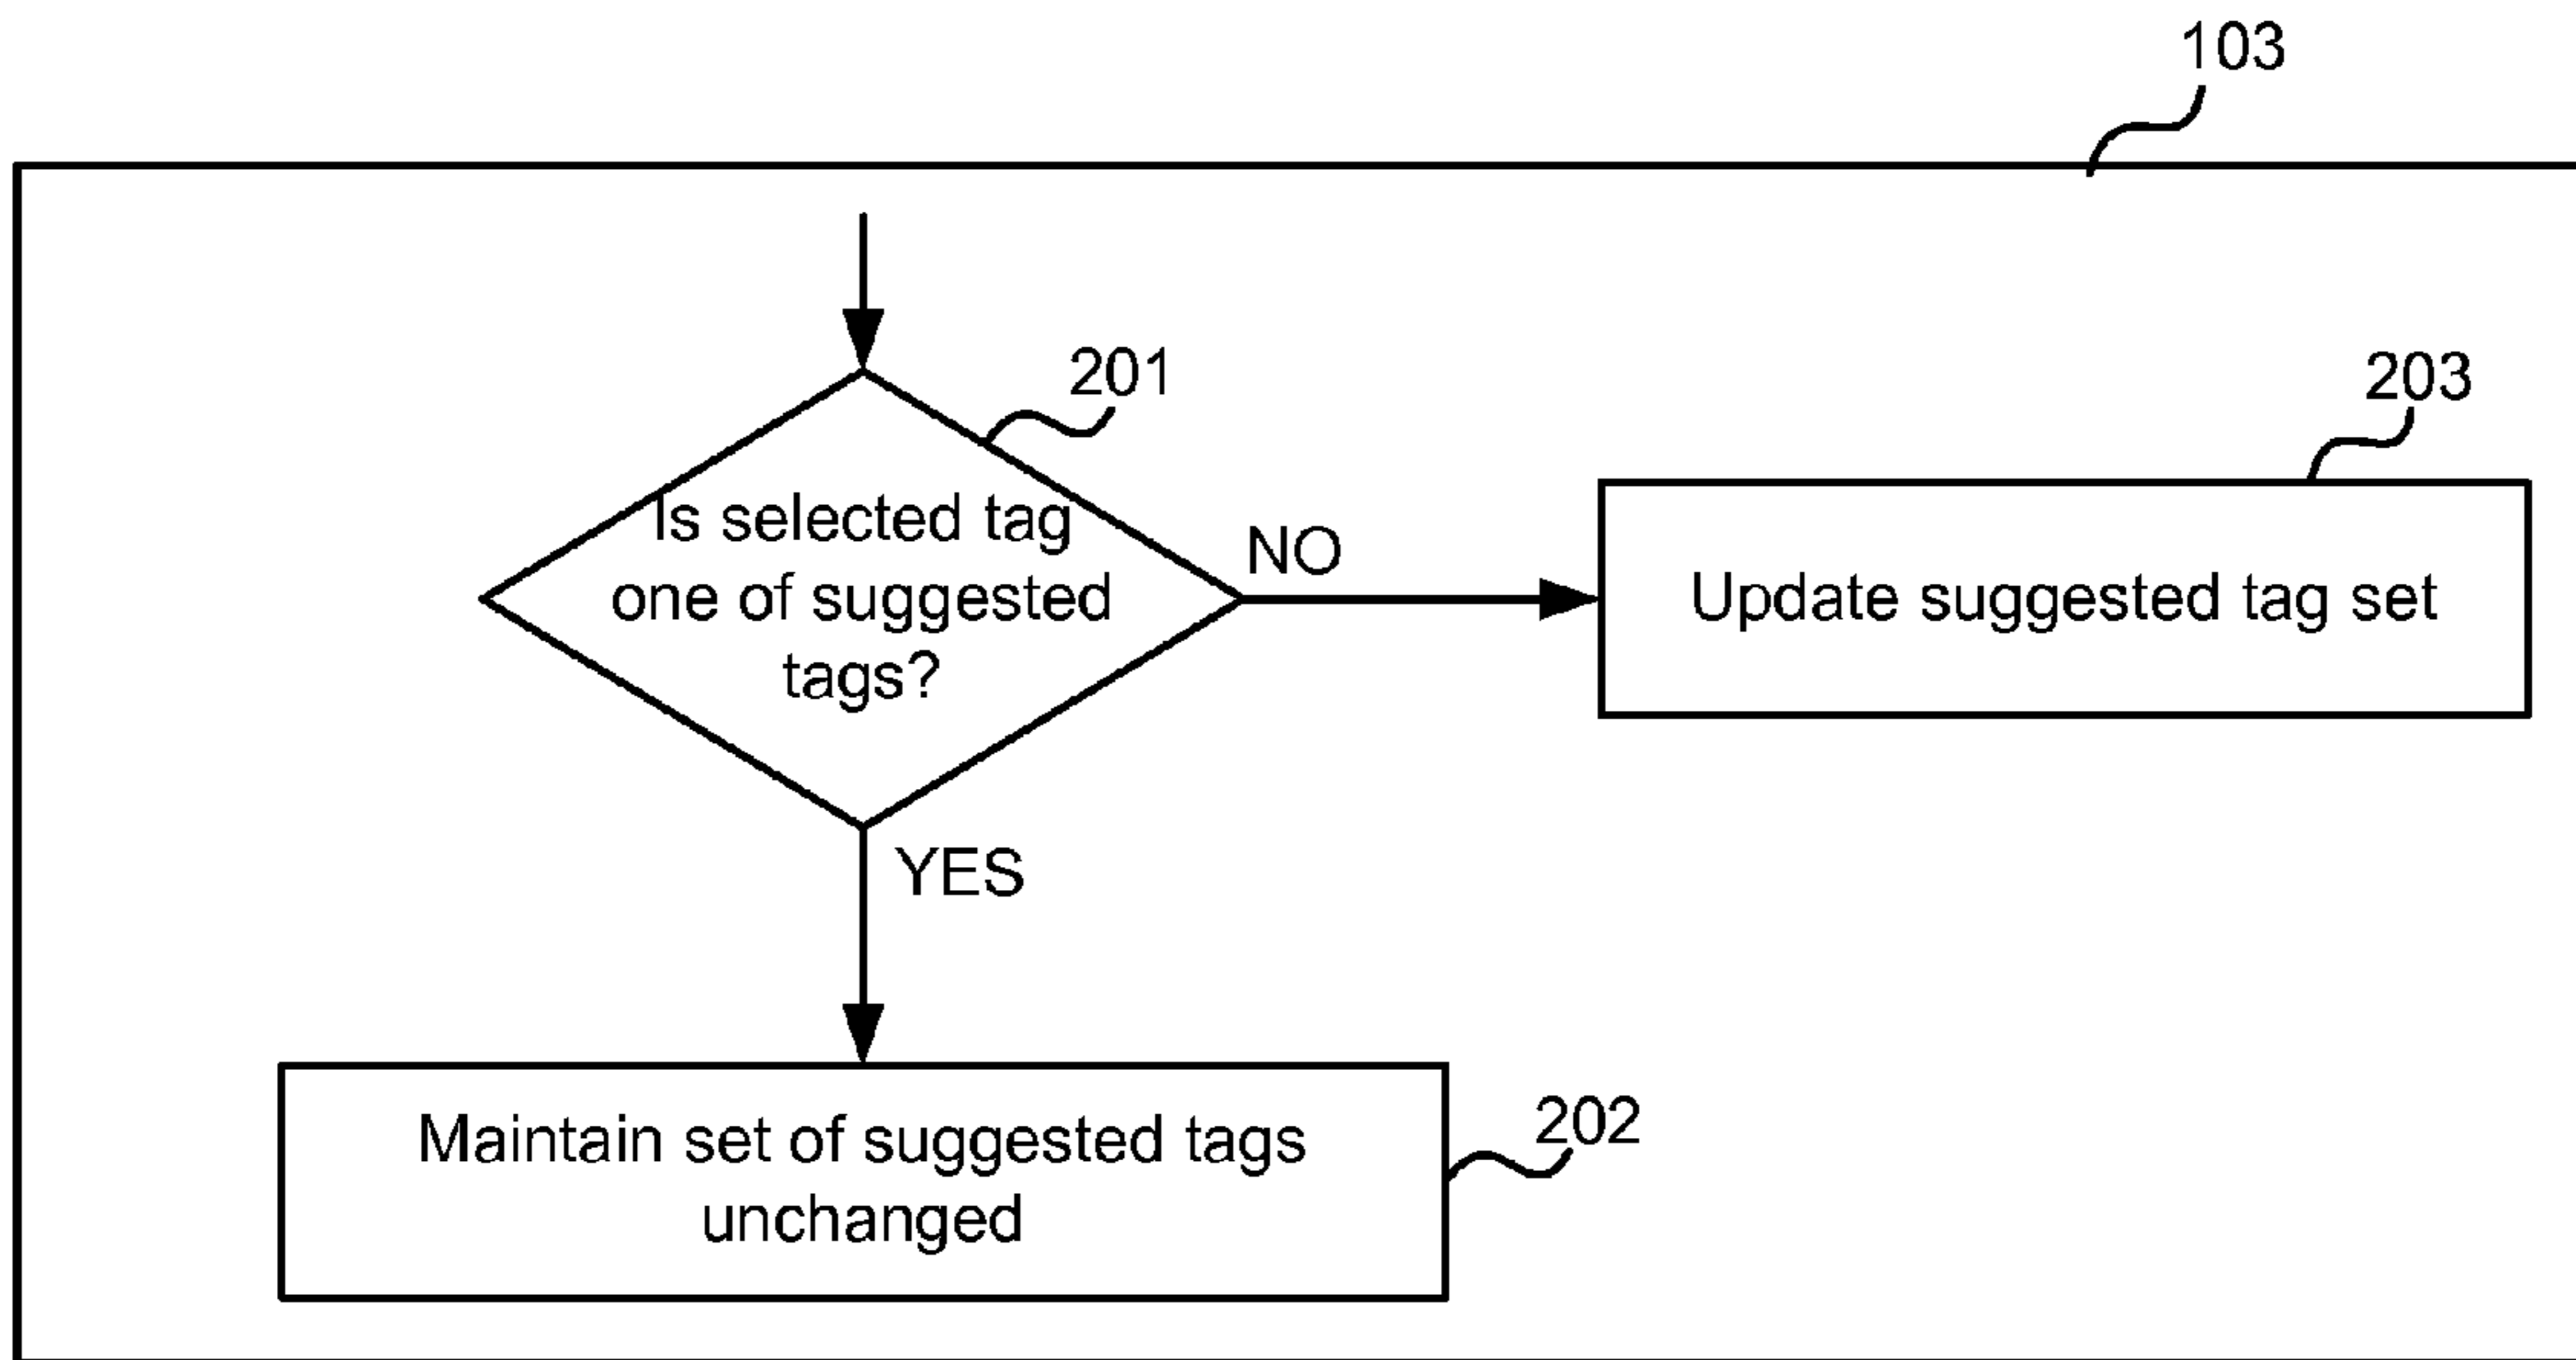 103
201
Is selected tag
one of suggested
tags?
NO
203
Update suggested tag set
YES
Maintain set of suggested tags
unchanged
202